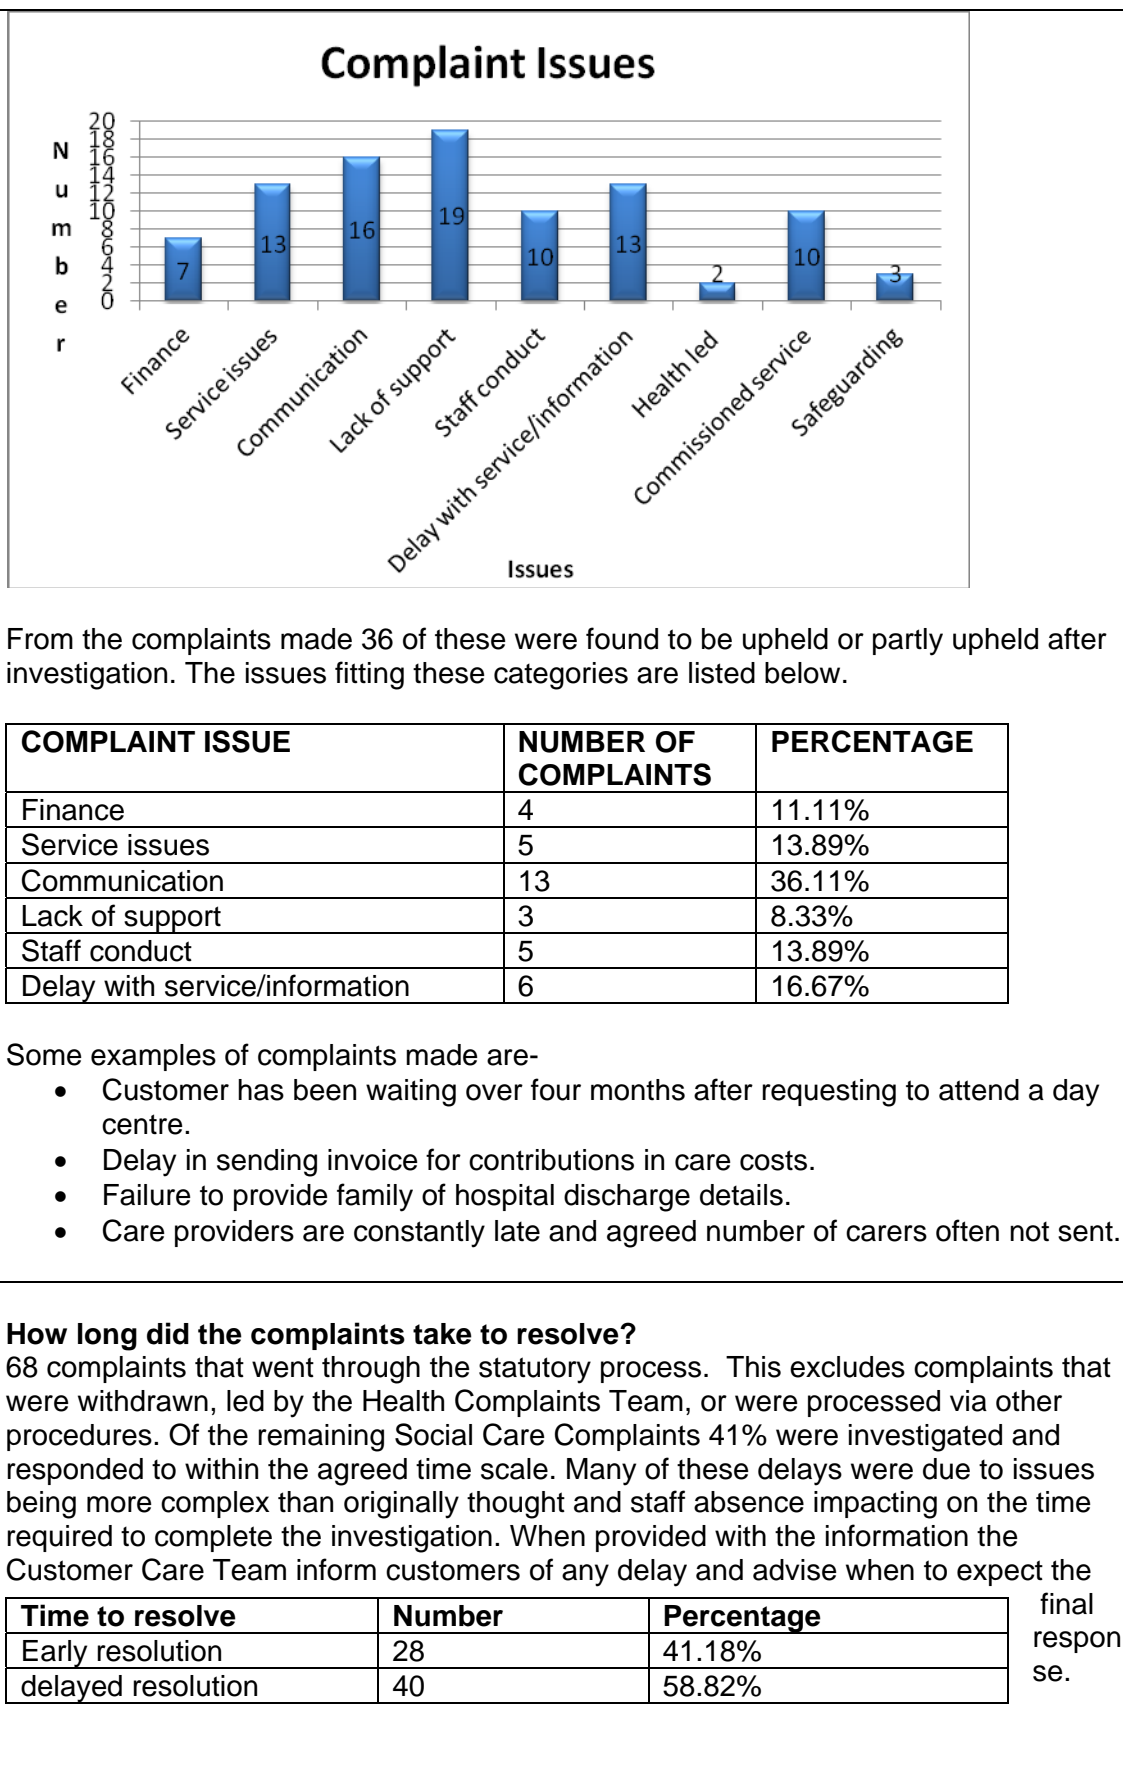 Complaint Issues
Number
20
18
16
14
12
10
8
6
4
2
0
7
13
16
19
10
13
2
10
3
Finance
Service issues
Communication
Lack of support
Staff conduct
Delay with service/information
Health led
Commissioned service
Safeguarding
Issues
From the complaints made 36 of these were found to be upheld or partly upheld after
investigation. The issues fitting these categories are listed below.
COMPLAINT ISSUE NUMBER OF COMPLAINTS PERCENTAGE
Finance 4 11.11%
Service issues 5 13.89%
Communication 13 36.11%
Lack of support 3 8.33%
Staff conduct 5 13.89%
Delay with service/information 6 16.67%
Some examples of complaints made are-
• Customer has been waiting over four months after requesting to attend a day
centre.
• Delay in sending invoice for contributions in care costs.
• Failure to provide family of hospital discharge details.
• Care providers are constantly late and agreed number of carers often not sent.
How long did the complaints take to resolve?
68 complaints that went through the statutory process.  This excludes complaints that
were withdrawn, led by the Health Complaints Team, or were processed via other
procedures. Of the remaining Social Care Complaints 41% were investigated and
responded to within the agreed time scale. Many of these delays were due to issues
being more complex than originally thought and staff absence impacting on the time
required to complete the investigation. When provided with the information the
Customer Care Team inform customers of any delay and advise when to expect the
final
respon
se.
Time to resolve Number Percentage
Early resolution 28 41.18%
delayed resolution 40 58.82%